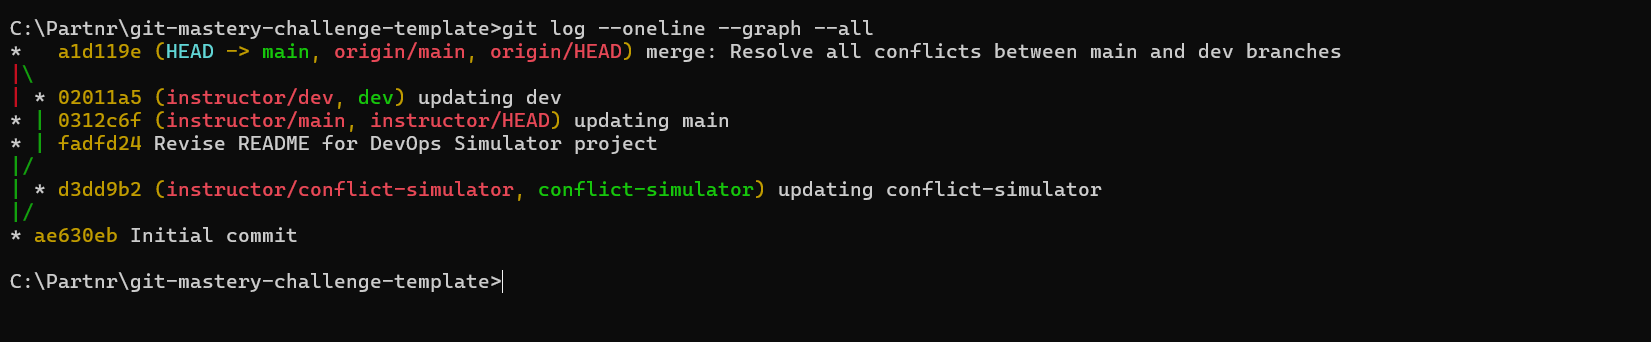 C:\Partnr\git-mastery-challenge-template>git log --oneline --graph --all
*   a1d119e (HEAD -> main, origin/main, origin/HEAD) merge: Resolve all conflicts between main and dev branches
|\
| * 02011a5 (instructor/dev, dev) updating dev
* | 0312c6f (instructor/main, instructor/HEAD) updating main
* | fadfd24 Revise README for DevOps Simulator project
|/
| * d3dd9b2 (instructor/conflict-simulator, conflict-simulator) updating conflict-simulator
|/
* ae630eb Initial commit
C:\Partnr\git-mastery-challenge-template>